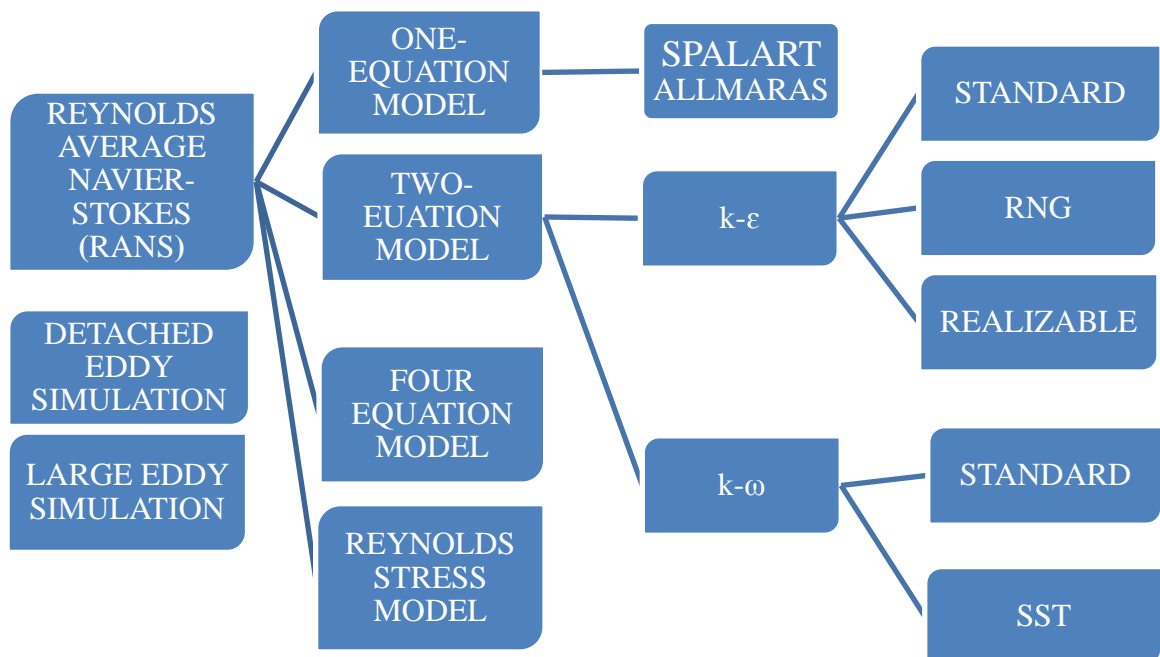 REYNOLDS
AVERAGE
NAVIER-
STOKES
(RANS)
DETACHED
EDDY
SIMULATION
LARGE EDDY
SIMULATION
ONE-
EQUATION
MODEL
TWO-
EUATION
MODEL
FOUR
EQUATION
MODEL
REYNOLDS
STRESS
MODEL
SPALART
ALLMARAS
k-ε
k-ω
STANDARD
RNG
REALIZABLE
STANDARD
SST